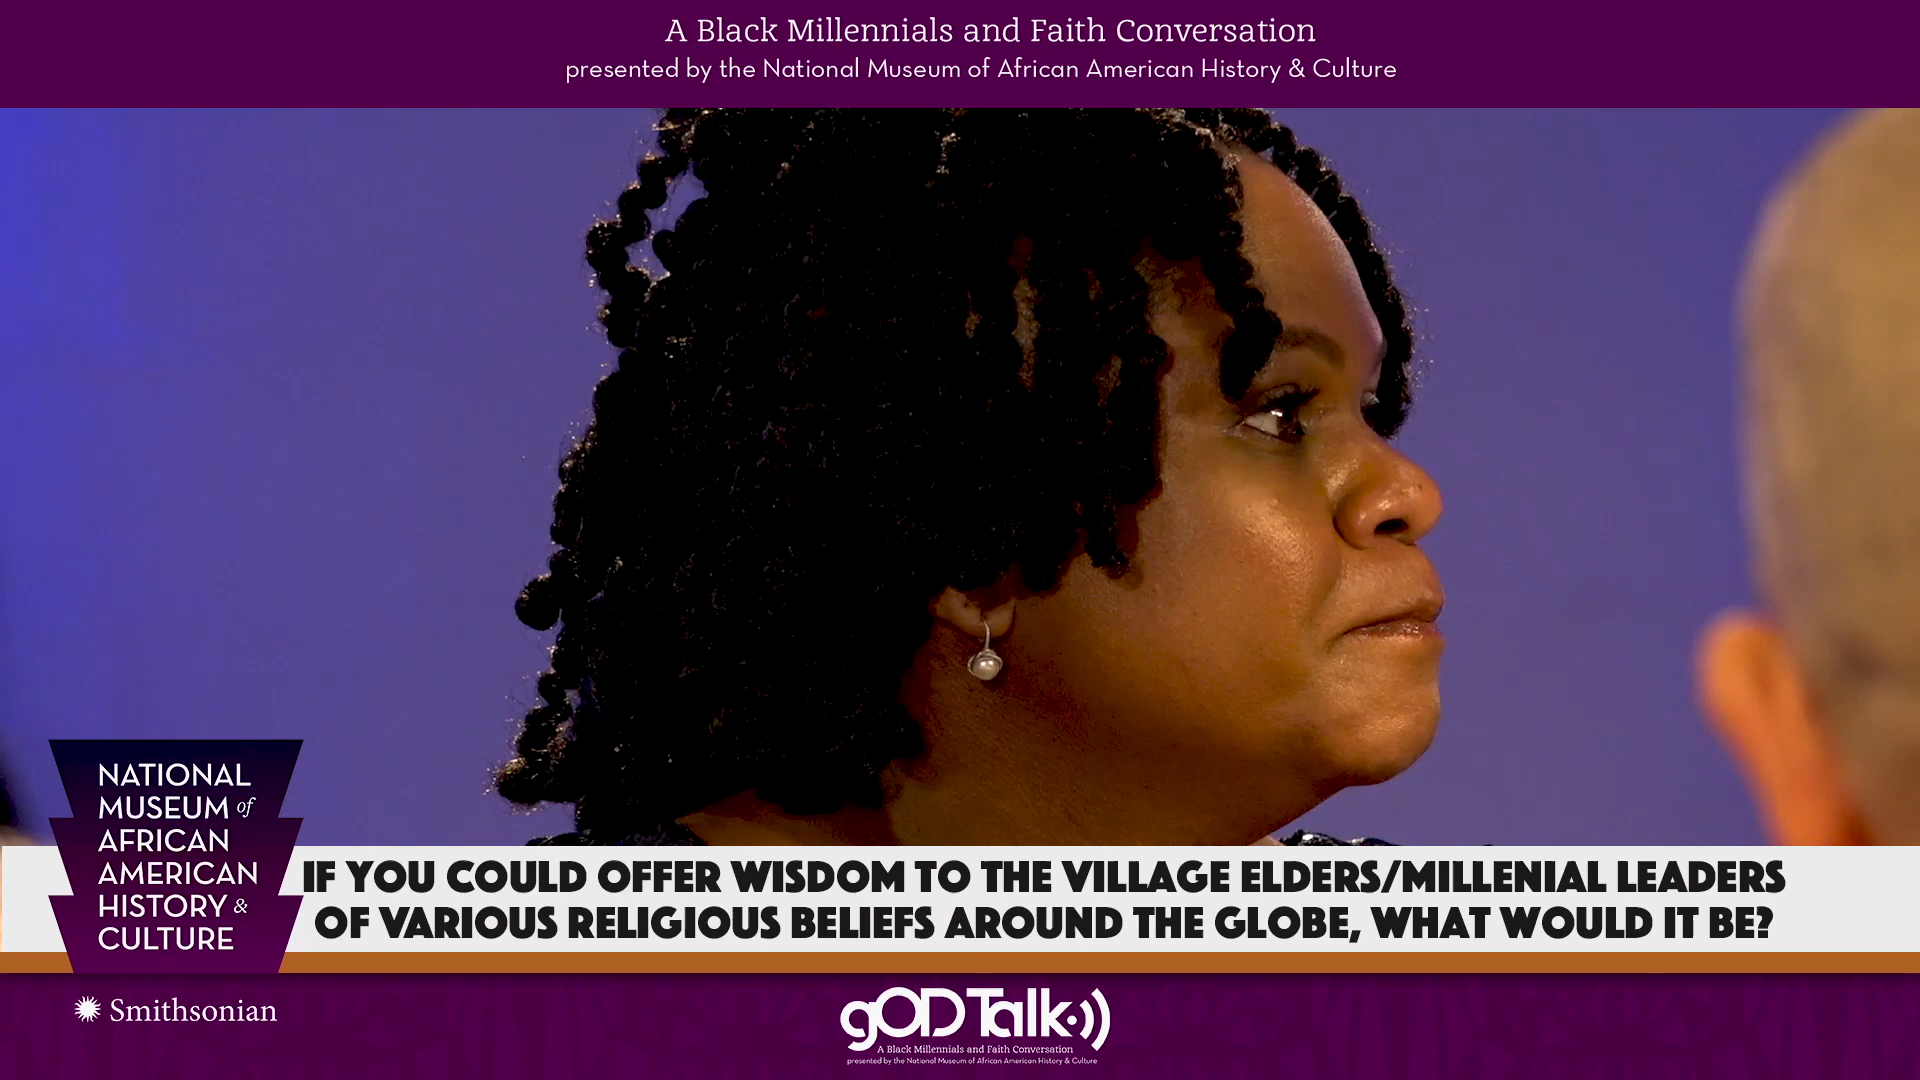 A Black Millennials and Faith Conversation
presented by the National Museum of African American History & Culture
NATIONAL
MUSEUM of
AFRICAN
AMERICAN
HISTORY &
CULTURE
IF YOU COULD OFFER WISDOM TO THE VILLAGE ELDERS/MILLENIAL LEADERS
OF VARIOUS RELIGIOUS BELIEFS AROUND THE GLOBE, WHAT WOULD IT BE?
Smithsonian
gOD Talk
A Black Millennials and Faith Conversation
presented by the National Museum of African American History & Culture